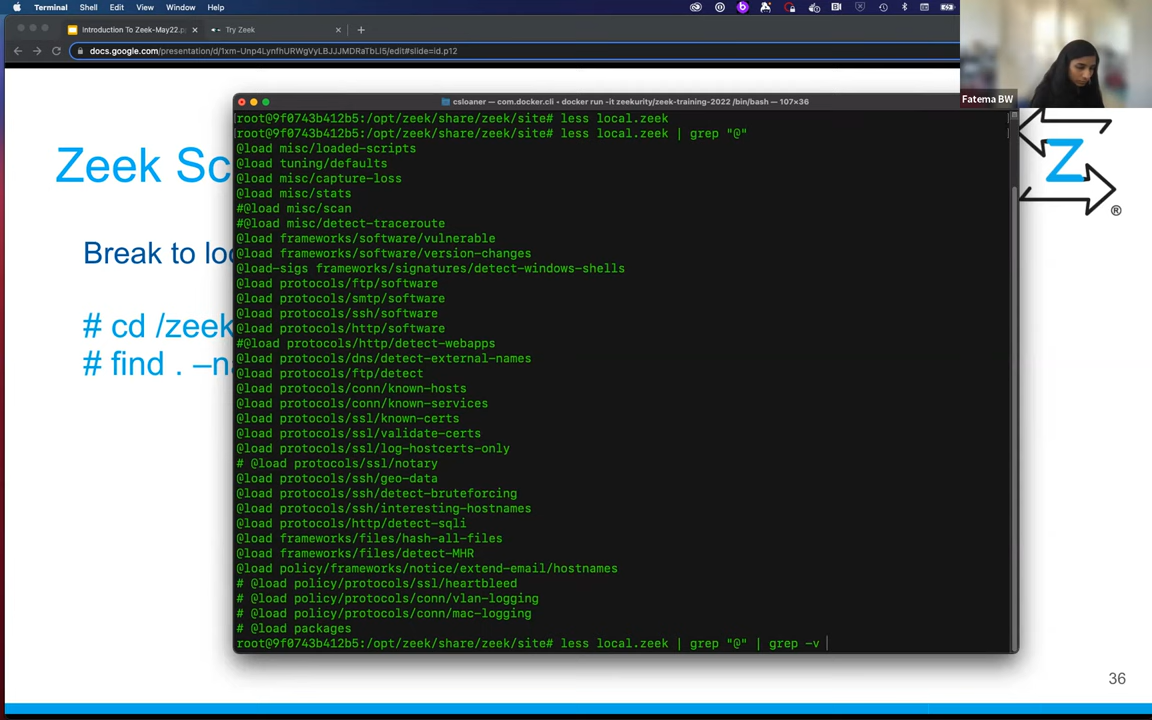 Terminal Shell Edit View Window Help
Introduction To Zeek-May22.p
Try Zeek
docs.google.com/presentation/d/1xm-Unp4LynfhURWgVyLBJJJMDRaTbLI5/edit#slide=id.p12
Fatema BW
csloaner — com.docker.cli ◂ docker run -it zeekurity/zeek-training-2022 /bin/bash — 107×36
root@9f0743b412b5:/opt/zeek/share/zeek/site# less local.zeek
root@9f0743b412b5:/opt/zeek/share/zeek/site# less local.zeek | grep "@"
@load misc/loaded-scripts
@load tuning/defaults
@load misc/capture-loss
@load misc/stats
#@load misc/scan
#@load misc/detect-traceroute
@load frameworks/software/vulnerable
@load frameworks/software/version-changes
@load-sigs frameworks/signatures/detect-windows-shells
@load protocols/ftp/software
@load protocols/smtp/software
@load protocols/ssh/software
@load protocols/http/software
#@load protocols/http/detect-webapps
@load protocols/dns/detect-external-names
@load protocols/ftp/detect
@load protocols/conn/known-hosts
@load protocols/conn/known-services
@load protocols/ssl/known-certs
@load protocols/ssl/validate-certs
@load protocols/ssl/log-hostcerts-only
# @load protocols/ssl/notary
@load protocols/ssh/geo-data
@load protocols/ssh/detect-bruteforcing
@load protocols/ssh/interesting-hostnames
@load protocols/http/detect-sqli
@load frameworks/files/hash-all-files
@load frameworks/files/detect-MHR
@load policy/frameworks/notice/extend-email/hostnames
# @load policy/protocols/ssl/heartbleed
# @load policy/protocols/conn/vlan-logging
# @load policy/protocols/conn/mac-logging
# @load packages
root@9f0743b412b5:/opt/zeek/share/zeek/site# less local.zeek | grep "@" | grep -v
Zeek Sc
Break to lo
# cd /zeek
# find . –n
Z
®
36